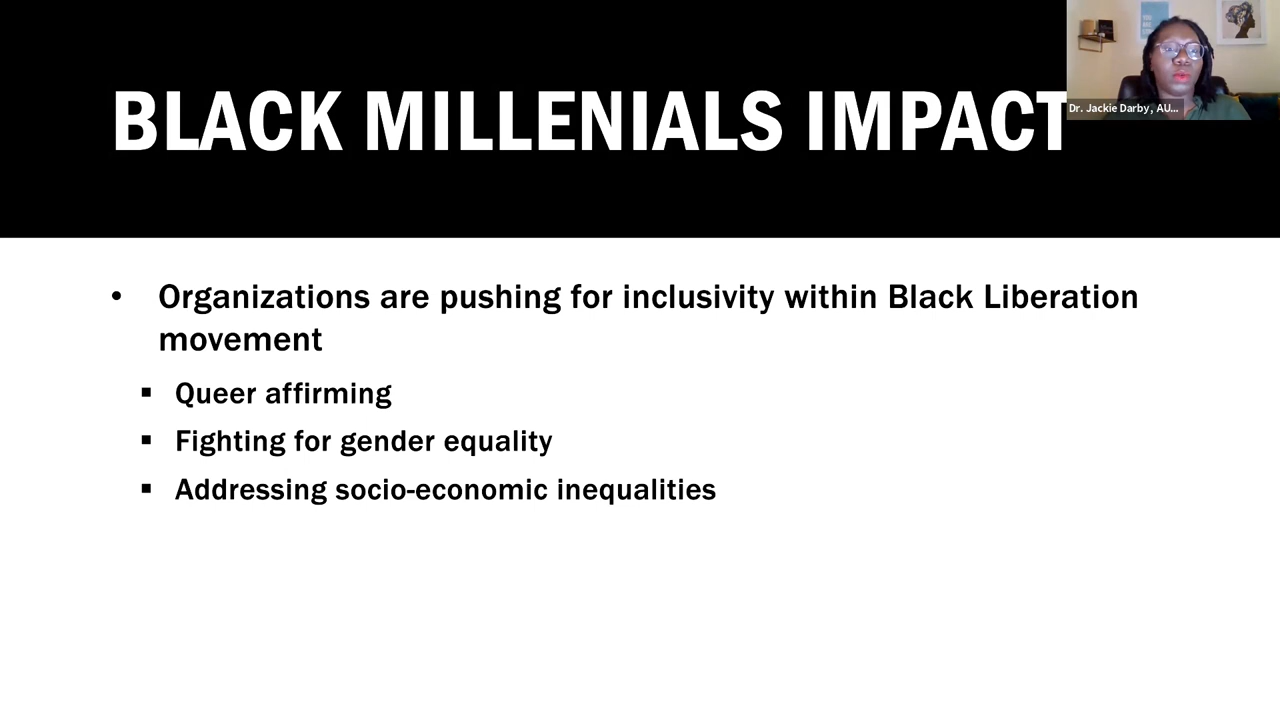 BLACK MILLENIALS IMPACT
Dr. Jackie Darby, AU...
• Organizations are pushing for inclusivity within Black Liberation
movement
▪ Queer affirming
▪ Fighting for gender equality
▪ Addressing socio-economic inequalities